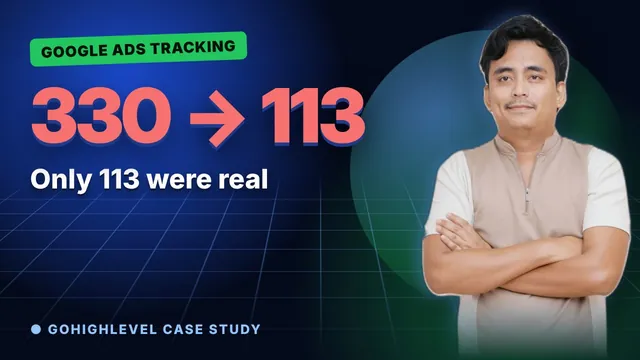 GOOGLE ADS TRACKING
330 → 113
Only 113 were real
GOHIGHLEVEL CASE STUDY